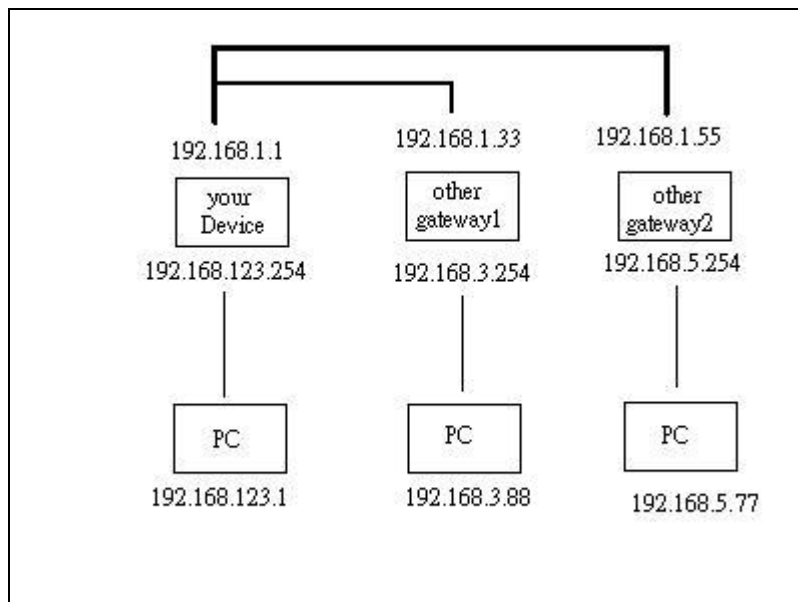 192.168.1.1
192.168.1.33
192.168.1.55
your
Device
other
gateway1
other
gateway2
192.168.123.254
192.168.3.254
192.168.5.254
PC
PC
PC
192.168.123.1
192.168.3.88
192.168.5.77